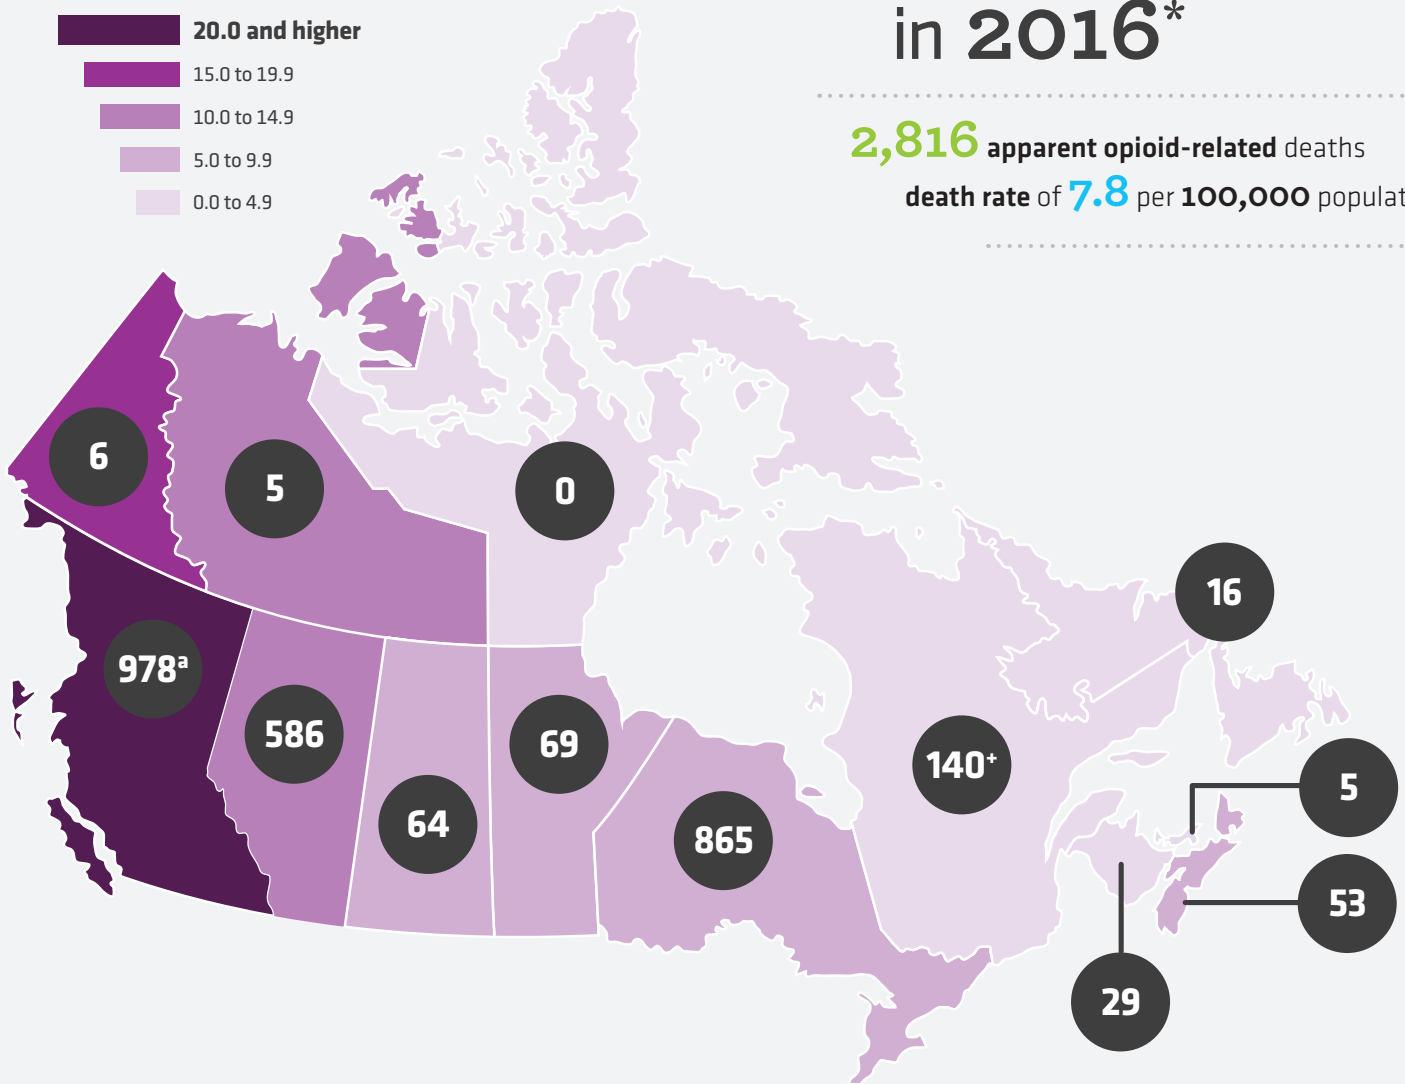 20.0 and higher
15.0 to 19.9
10.0 to 14.9
5.0 to 9.9
0.0 to 4.9
in 2016*
2,816 apparent opioid-related deaths
death rate of 7.8 per 100,000 populat
6
5
0
16
978ª
586
69
140⁺
5
64
865
53
29